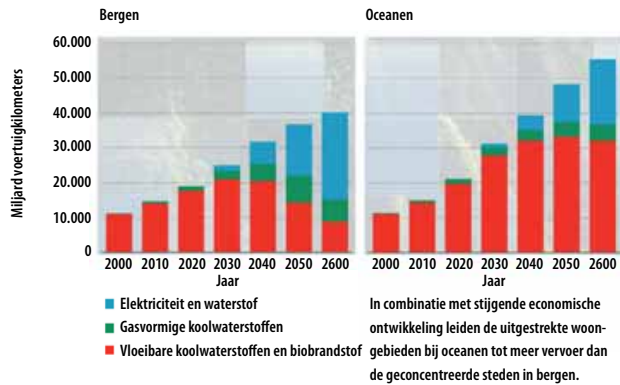 Bergen
Oceanen
Miljard voertuigkilometers
60.000
50.000
40.000
30.000
20.000
10.000
0
2000 2010 2020 2030 2040 2050 2600
Jaar
2000 2010 2020 2030 2040 2050 2600
Jaar
Elektriciteit en waterstof
Gasvormige koolwaterstoffen
Vloeibare koolwaterstoffen en biobrandstof
In combinatie met stijgende economische
ontwikkeling leiden de uitgestrekte woon-
gebieden bij oceanen tot meer vervoer dan
de geconcentreerde steden in bergen.